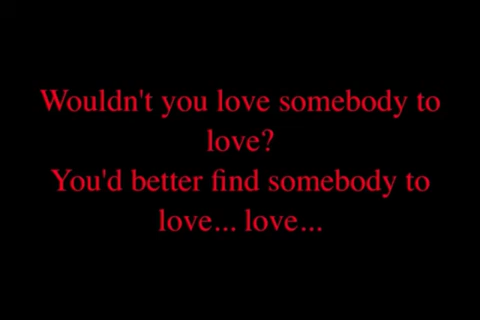 Wouldn't you love somebody to
love?
You'd better find somebody to
love... love...